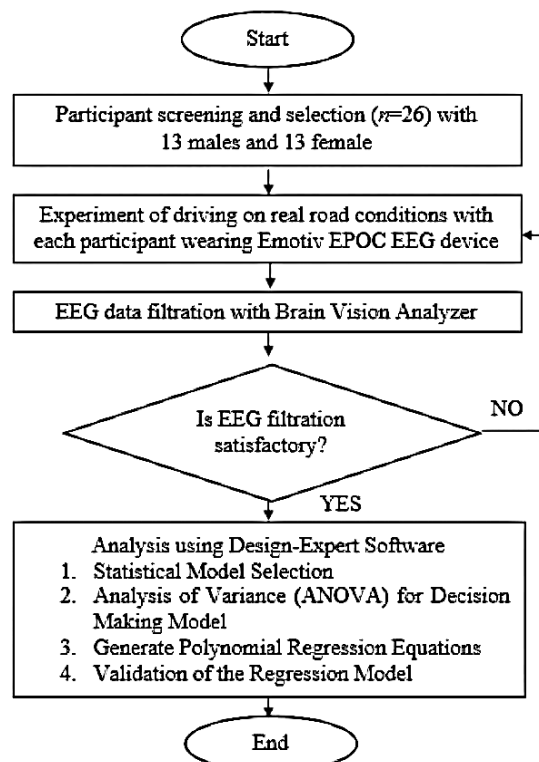 Start
Participant screening and selection (n=26) with
13 males and 13 female
Experiment of driving on real road conditions with
each participant wearing Emotiv EPOC EEG device
EEG data filtration with Brain Vision Analyzer
Is EEG filtration
satisfactory?
NO
YES
Analysis using Design-Expert Software
1. Statistical Model Selection
2. Analysis of Variance (ANOVA) for Decision
Making Model
3. Generate Polynomial Regression Equations
4. Validation of the Regression Model
End